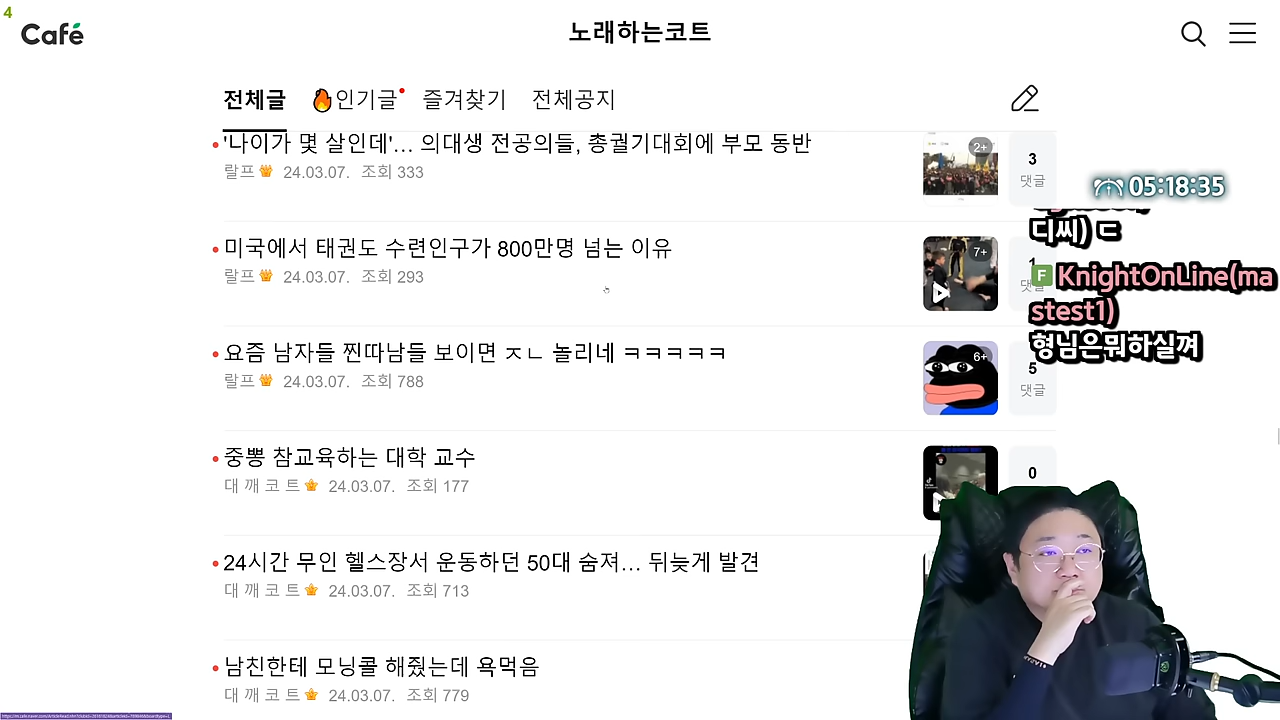 4
Café
노래하는코트
전체글
인기글
즐겨찾기
전체공지
'나이가 몇 살인데'... 의대생 전공의들, 총궐기대회에 부모 동반
랄프 24.03.07. 조회 333
2+
3
댓글
05:18:35
디씨) ㄷ
미국에서 태권도 수련인구가 800만명 넘는 이유
랄프 24.03.07. 조회 293
7+
F KnightOnLine(ma
stest1)
형님은뭐하실껴
요즘 남자들 찐따남들 보이면 ㅈㄴ 놀리네 ㅋㅋㅋㅋㅋ
랄프 24.03.07. 조회 788
6+
5
댓글
중뽕 참교육하는 대학 교수
대 깨 코 트 24.03.07. 조회 177
0
24시간 무인 헬스장서 운동하던 50대 숨져... 뒤늦게 발견
대 깨 코 트 24.03.07. 조회 713
남친한테 모닝콜 해줬는데 욕먹음
대 깨 코 트 24.03.07. 조회 779